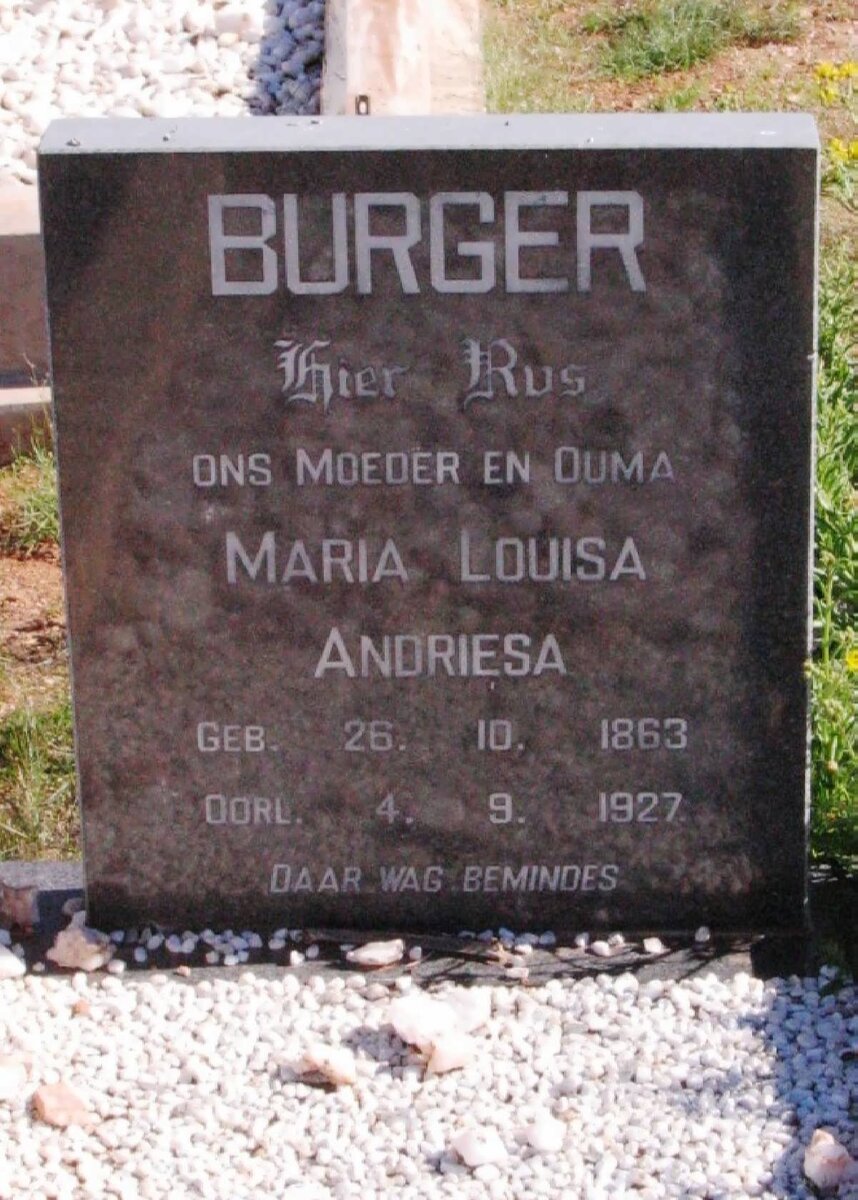 BURGER
Hier Rus
ONS MOEDER EN OUMA
MARIA LOUISA
ANDRIESA
GEB. 26. 10. 1863
OORL. 4. 9. 1927.
DAAR WAG BEMINDES